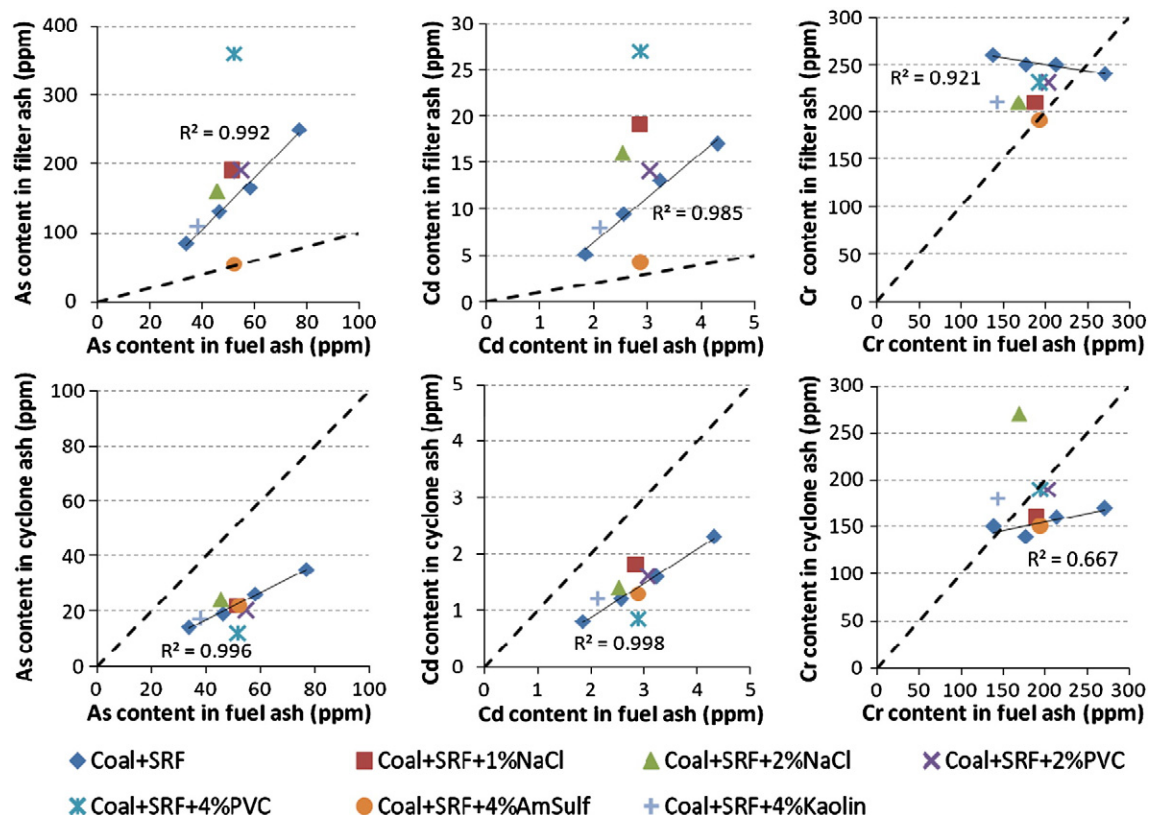 As content in filter ash (ppm)
400
300
200
100
0
R² = 0.992
0 20 40 60 80 100
As content in fuel ash (ppm)
Cd content in filter ash (ppm)
30
25
20
15
10
5
0
R² = 0.985
0 1 2 3 4 5
Cd content in fuel ash (ppm)
Cr content in filter ash (ppm)
300
250
200
150
100
50
0
R² = 0.921
0 50 100 150 200 250 300
Cr content in fuel ash (ppm)
As content in cyclone ash (ppm)
100
80
60
40
20
0
R² = 0.996
0 20 40 60 80 100
As content in fuel ash (ppm)
Cd content in cyclone ash (ppm)
5
4
3
2
1
0
R² = 0.998
0 1 2 3 4 5
Cd content in fuel ash (ppm)
Cr content in cyclone ash (ppm)
300
250
200
150
100
50
0
R² = 0.667
0 50 100 150 200 250 300
Cr content in fuel ash (ppm)
Coal+SRF
Coal+SRF+1%NaCl
Coal+SRF+2%NaCl
Coal+SRF+2%PVC
Coal+SRF+4%PVC
Coal+SRF+4%AmSulf
Coal+SRF+4%Kaolin